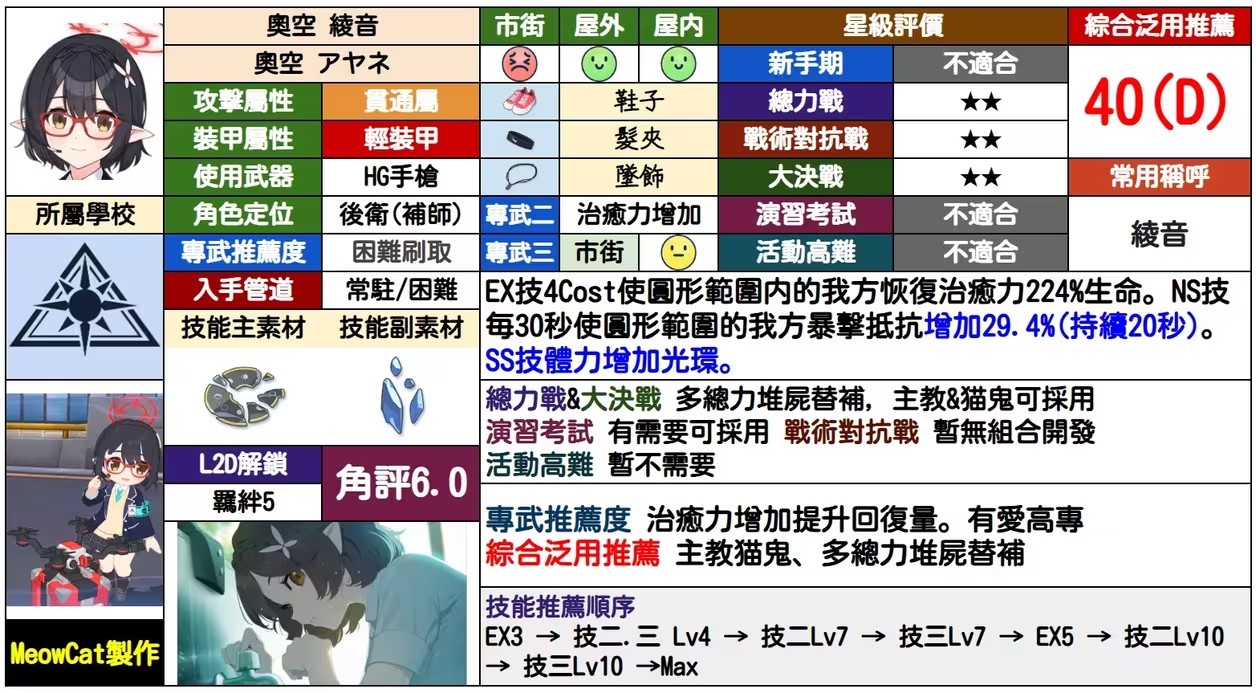 奧空 綾音
奧空 アヤネ
攻擊屬性 貫通屬
裝甲屬性 輕裝甲
使用武器 HG手槍
所屬學校
角色定位 後衛(補師)
專武推薦度 困難刷取
入手管道 常駐/困難
技能主素材 技能副素材
L2D解鎖
羈絆5
角評6.0
MeowCat製作
市街 屋外 屋内
鞋子
髮夾
墜飾
專武二 治癒力增加
專武三 市街
星級評價
新手期 不適合
總力戰 ★★
戰術對抗戰 ★★
大決戰 ★★
演習考試 不適合
活動高難 不適合
綜合泛用推薦
40(D)
常用稱呼
綾音
EX技4Cost使圓形範圍内的我方恢復治癒力224%生命。NS技
每30秒使圓形範圍的我方暴擊抵抗增加29.4%(持續20秒)。
SS技體力增加光環。
總力戰&大決戰 多總力堆屍替補, 主教&猫鬼可採用
演習考試 有需要可採用 戰術對抗戰 暫無組合開發
活動高難 暫不需要
專武推薦度 治癒力增加提升回復量。有愛高專
綜合泛用推薦 主教猫鬼、多總力堆屍替補
技能推薦順序
EX3 → 技二.三 Lv4 → 技二Lv7 → 技三Lv7 → EX5 → 技二Lv10
→ 技三Lv10 →Max